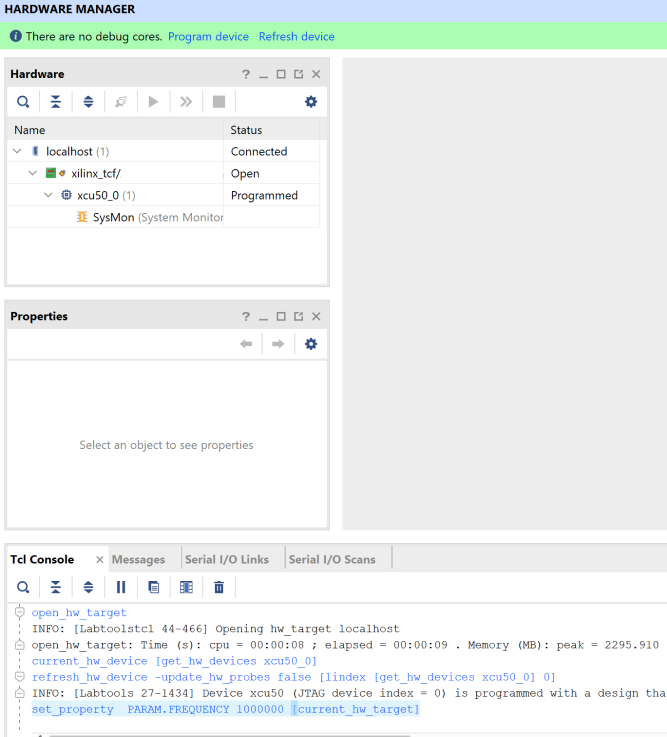 HARDWARE MANAGER
There are no debug cores. Program device Refresh device
Hardware
Name Status
localhost (1) Connected
xilinx_tcf/ Open
xcu50_0 (1) Programmed
SysMon (System Monitor
Properties
Select an object to see properties
Tcl Console × Messages Serial I/O Links Serial I/O Scans
open_hw_target
INFO: [Labtoolstcl 44-466] Opening hw_target localhost
open_hw_target: Time (s): cpu = 00:00:08 ; elapsed = 00:00:09 . Memory (MB): peak = 2295.910
current_hw_device [get_hw_devices xcu50_0]
refresh_hw_device -update_hw_probes false [lindex [get_hw_devices xcu50_0] 0]
INFO: [Labtools 27-1434] Device xcu50 (JTAG device index = 0) is programmed with a design tha
set_property PARAM.FREQUENCY 1000000 [current_hw_target]